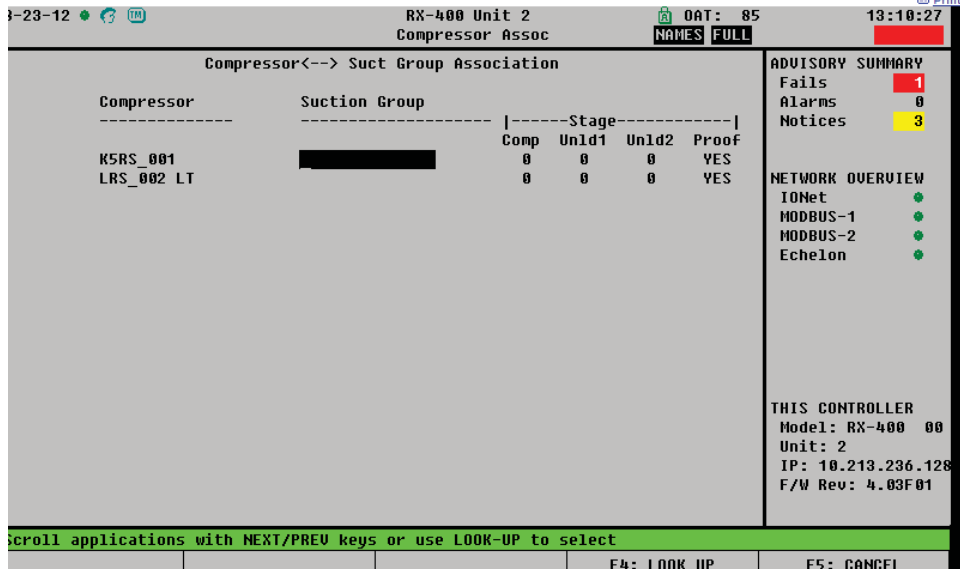 3-23-12 TM RX-400 Unit 2 OAT: 85 13:10:27
Compressor Assoc NAMES FULL
Compressor<--> Suct Group Association
Compressor Suction Group
-------------- -------------------- |------Stage------------|
Comp Unld1 Unld2 Proof
K5RS_001 0 0 0 YES
LRS_002 LT 0 0 0 YES
ADVISORY SUMMARY
Fails 1
Alarms 0
Notices 3
NETWORK OVERVIEW
IONet
MODBUS-1
MODBUS-2
Echelon
THIS CONTROLLER
Model: RX-400 00
Unit: 2
IP: 10.213.236.128
F/W Rev: 4.03F01
Scroll applications with NEXT/PREV keys or use LOOK-UP to select
F4: LOOK UP F5: CANCEL